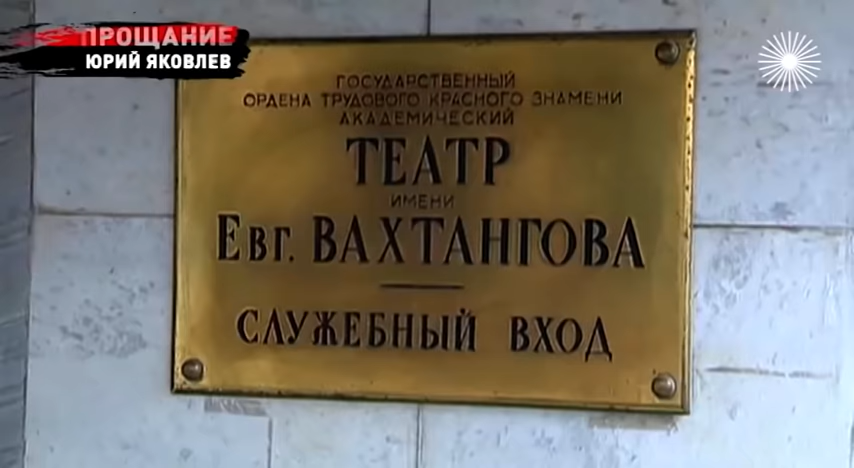 ПРОЩАНИЕ
ЮРИЙ ЯКОВЛЕВ
ГОСУДАРСТВЕННЫЙ
ОРДЕНА ТРУДОВОГО КРАСНОГО ЗНАМЕНИ
АКАДЕМИЧЕСКИЙ
ТЕАТР
ИМЕНИ
Евг. ВАХТАНГОВА
СЛУЖЕБНЫЙ ВХОД